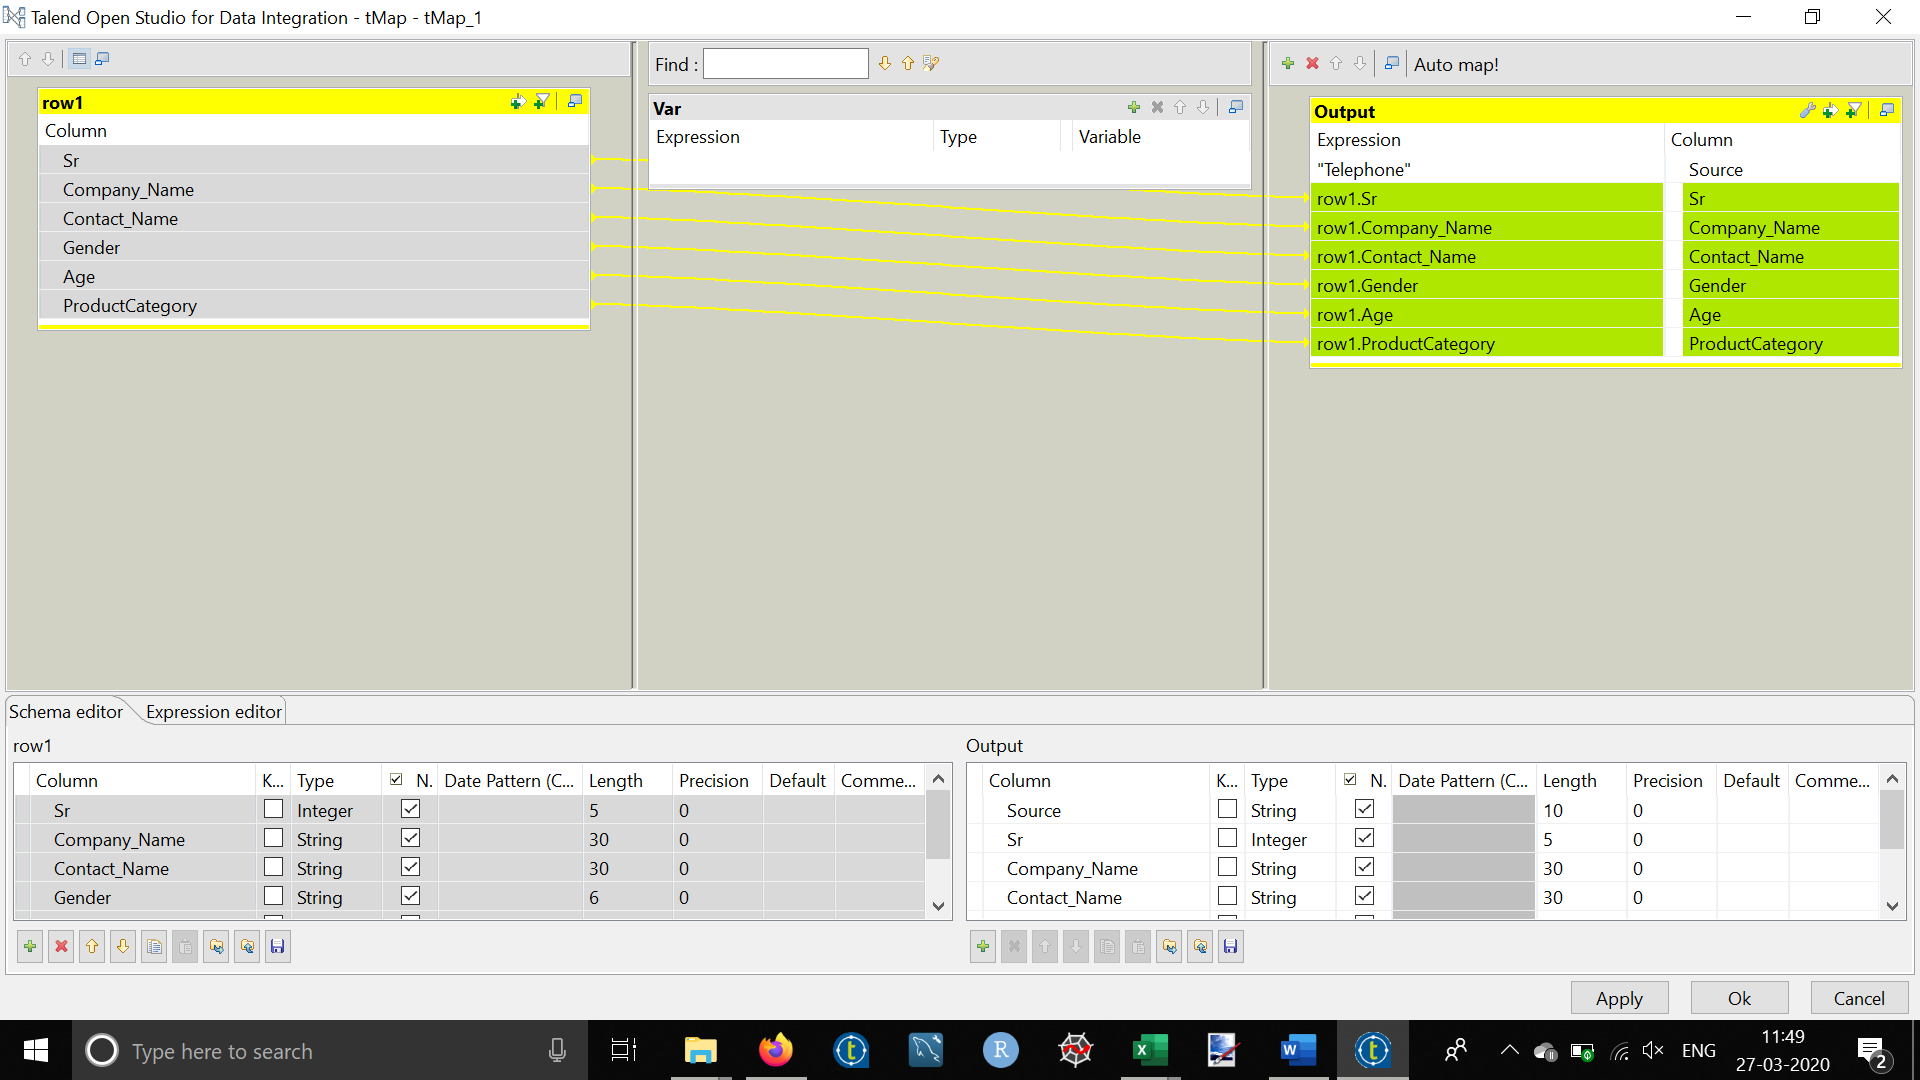 Talend Open Studio for Data Integration - tMap - tMap_1
Find :
Auto map!
row1
Column
Sr
Company_Name
Contact_Name
Gender
Age
ProductCategory
Var
Expression Type Variable
Output
Expression Column
"Telephone" Source
row1.Sr Sr
row1.Company_Name Company_Name
row1.Contact_Name Contact_Name
row1.Gender Gender
row1.Age Age
row1.ProductCategory ProductCategory
Schema editor Expression editor
row1
Column K... Type N. Date Pattern (C... Length Precision Default Comme...
Sr Integer 5 0
Company_Name String 30 0
Contact_Name String 30 0
Gender String 6 0
Output
Column K... Type N. Date Pattern (C... Length Precision Default Comme...
Source String 10 0
Sr Integer 5 0
Company_Name String 30 0
Contact_Name String 30 0
Apply Ok Cancel
Type here to search
R
X
W
ENG
11:49
27-03-2020
2